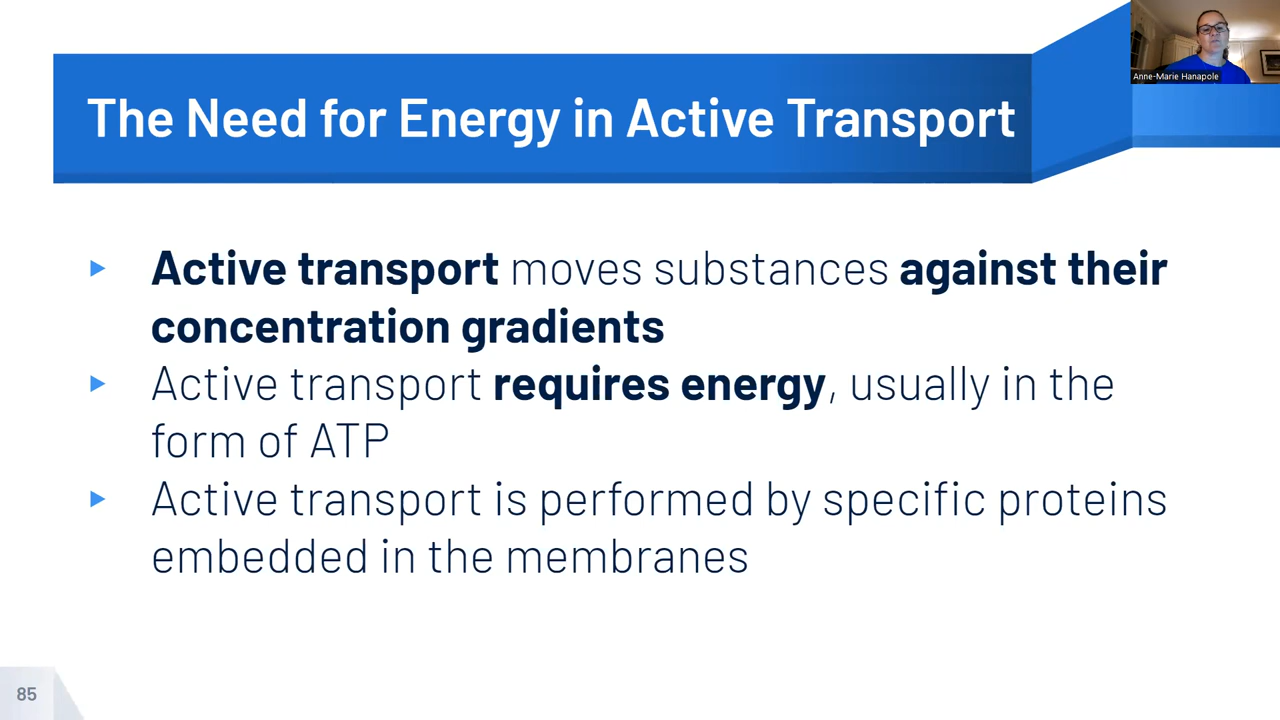 Anne-Marie Hanapole
The Need for Energy in Active Transport
Active transport moves substances against their
concentration gradients
Active transport requires energy, usually in the
form of ATP
Active transport is performed by specific proteins
embedded in the membranes
85